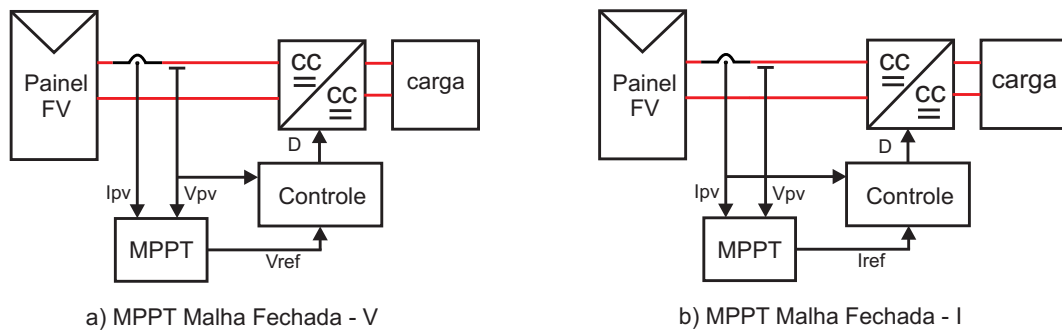 Painel
FV
CC
CC
carga
D
Ipv
Vpv
Controle
MPPT
Vref
a) MPPT Malha Fechada - V
Painel
FV
CC
CC
carga
D
Ipv
Vpv
Controle
MPPT
Iref
b) MPPT Malha Fechada - I